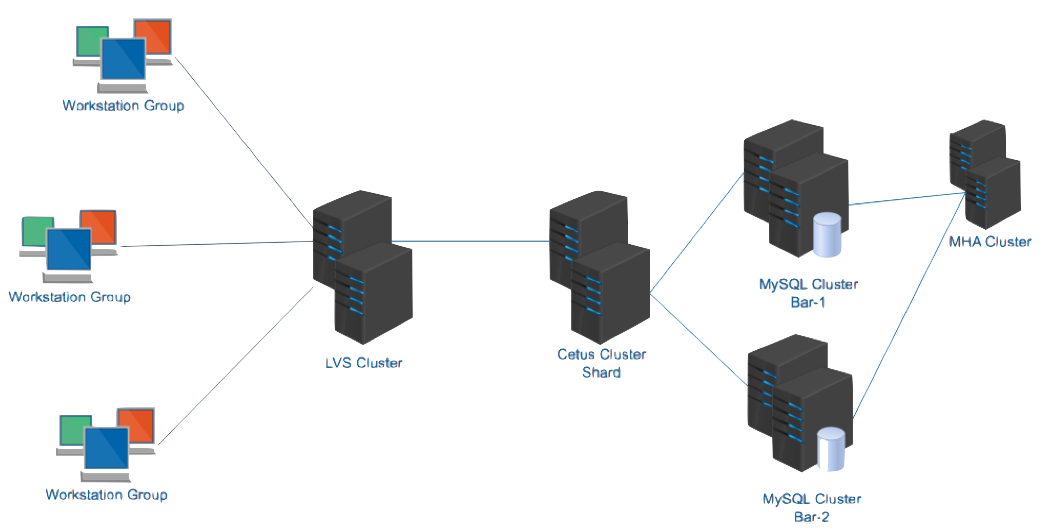 Workstation Group
Workstation Group
Workstation Group
LVS Cluster
Cetus Cluster
Shard
MySQL Cluster
Bar-1
MySQL Cluster
Bar-2
MHA Cluster